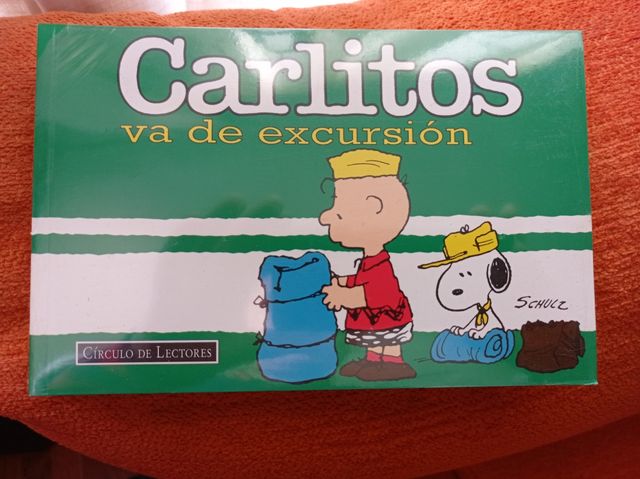 Carlitos
va de excursión
SCHULZ
CÍRCULO DE LECTORES